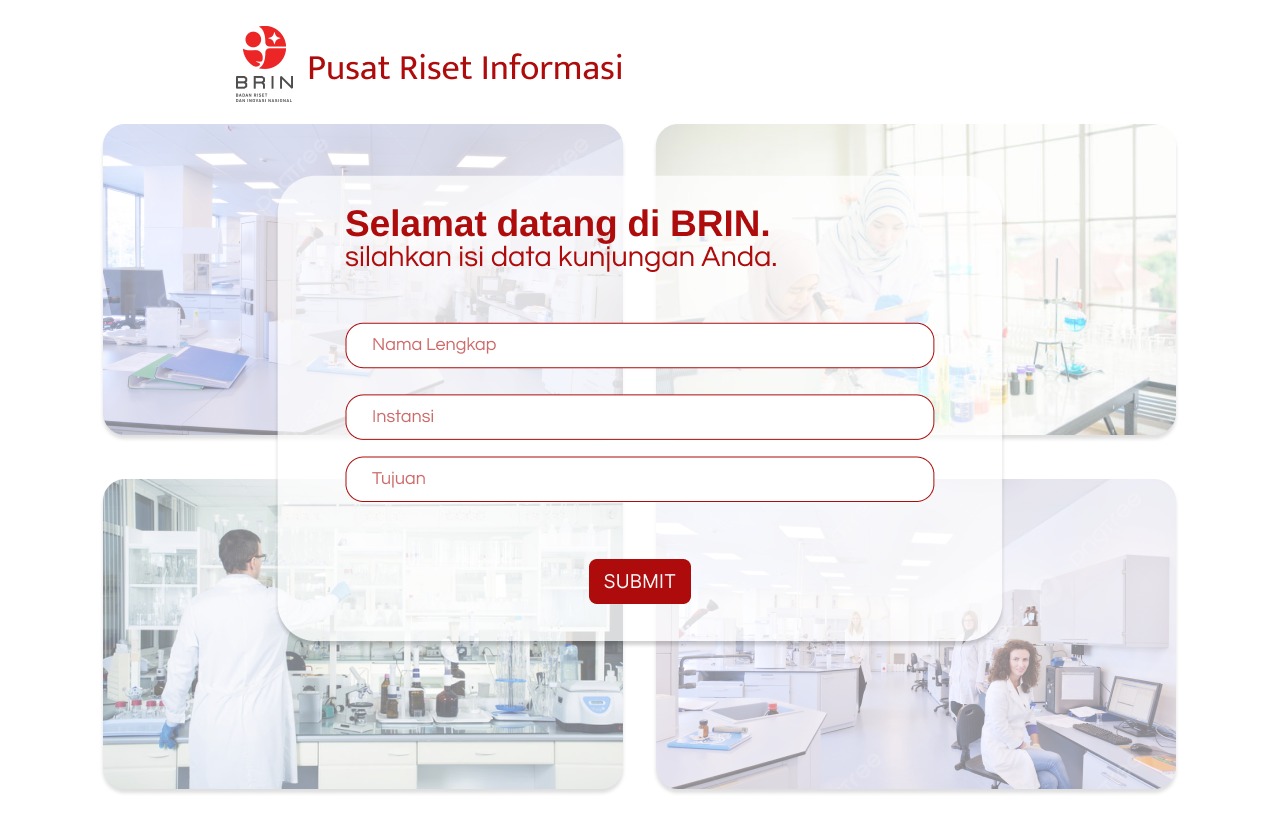 BRIN
BADAN RISET
DAN INOVASI NASIONAL
Pusat Riset Informasi
Selamat datang di BRIN.
silahkan isi data kunjungan Anda.
Nama Lengkap
Instansi
Tujuan
SUBMIT